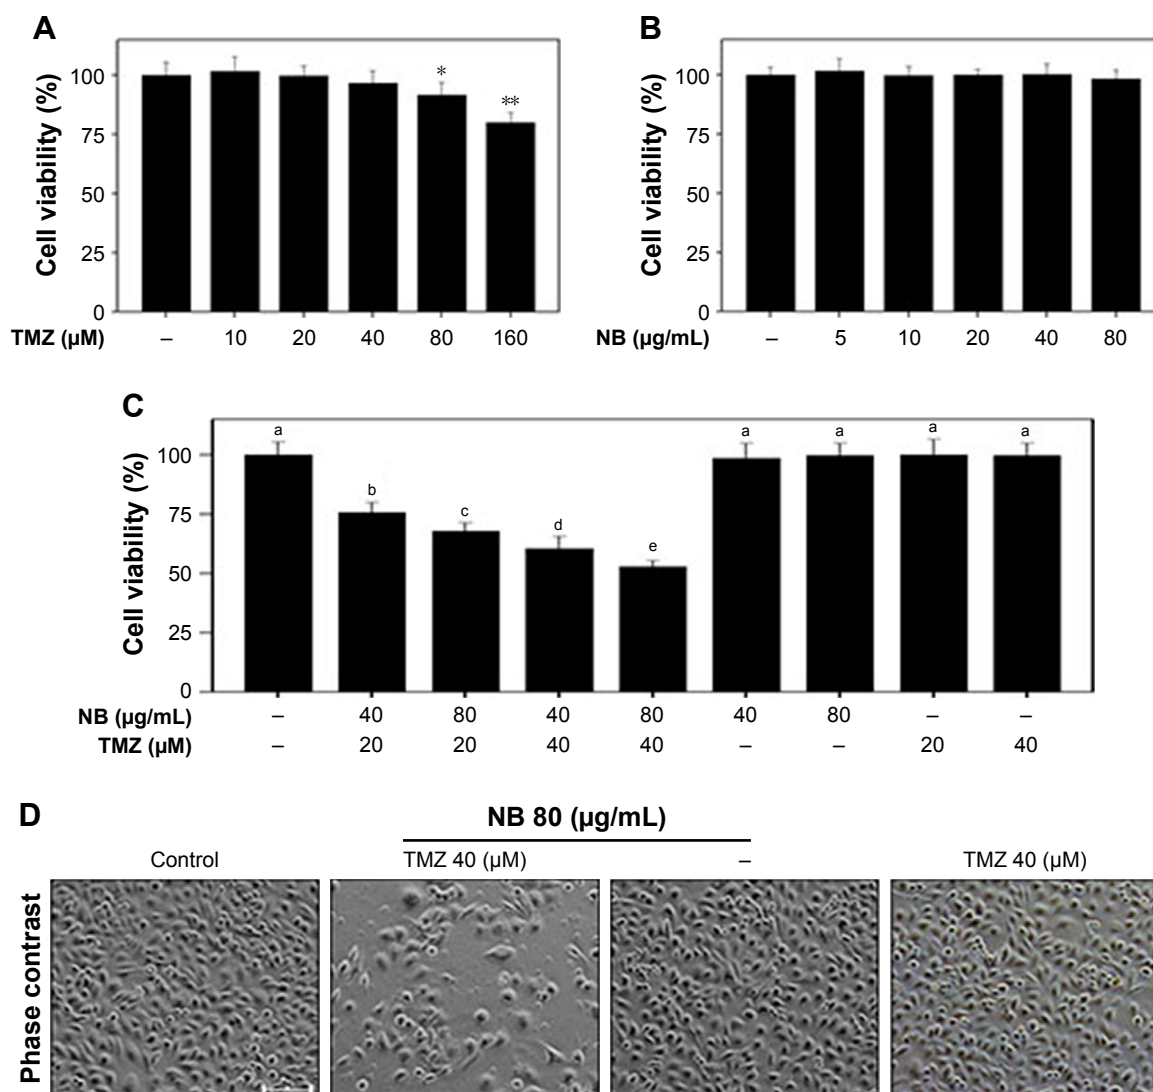 A
Cell viability (%)
100
*
**
75
50
25
0
TMZ (µM) – 10 20 40 80 160
B
Cell viability (%)
100
75
50
25
0
NB (µg/mL) – 5 10 20 40 80
C
Cell viability (%)
a a a a a
100
b
c
d
e
75
50
25
0
NB (µg/mL) – 40 80 40 80 40 80 – –
TMZ (µM) – 20 20 40 40 – – 20 40
D
NB 80 (µg/mL)
Control TMZ 40 (µM) – TMZ 40 (µM)
Phase contrast